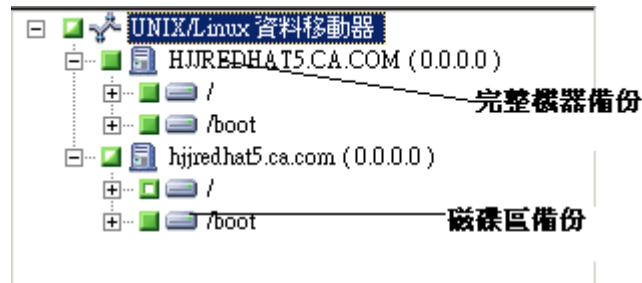 UNIX/Linux 資料移動器
HJJREDHAT5.CA.COM (0.0.0.0)
完整機器備份
/
/boot
hjjredhat5.ca.com (0.0.0.0)
/
/boot
磁碟區備份